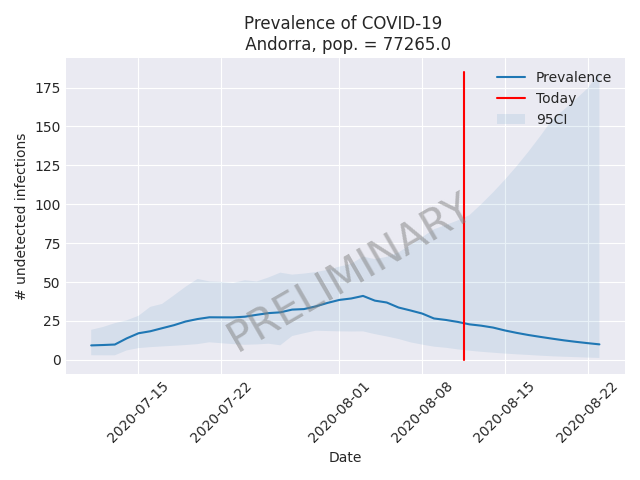 Prevalence of COVID-19
Andorra, pop. = 77265.0
Prevalence
Today
95CI
# undetected infections
175
150
125
100
75
50
25
0
PRELIMINARY
2020-07-15
2020-07-22
2020-08-01
2020-08-08
2020-08-15
2020-08-22
Date